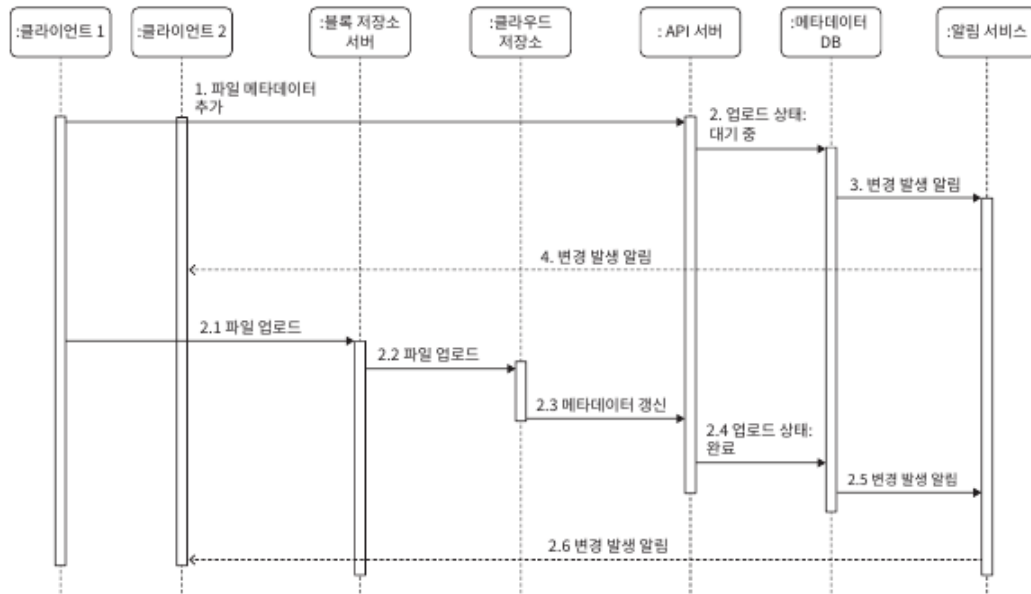 :클라이언트 1
:클라이언트 2
:블록 저장소
서버
:클라우드
저장소
: API 서버
:메타데이터
DB
:알림 서비스
1. 파일 메타데이터
추가
2. 업로드 상태:
대기 중
3. 변경 발생 알림
4. 변경 발생 알림
2.1 파일 업로드
2.2 파일 업로드
2.3 메타데이터 갱신
2.4 업로드 상태:
완료
2.5 변경 발생 알림
2.6 변경 발생 알림